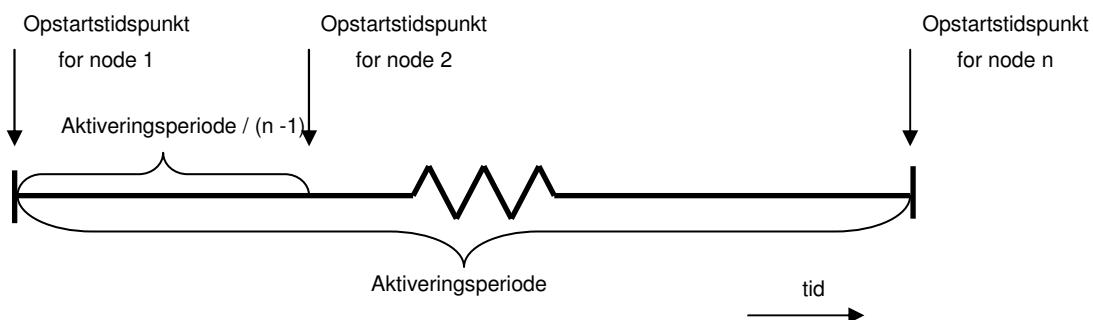 Opstartstidspunkt
for node 1
Opstartstidspunkt
for node 2
Opstartstidspunkt
for node n
Aktiveringsperiode / (n -1)
Aktiveringsperiode
tid